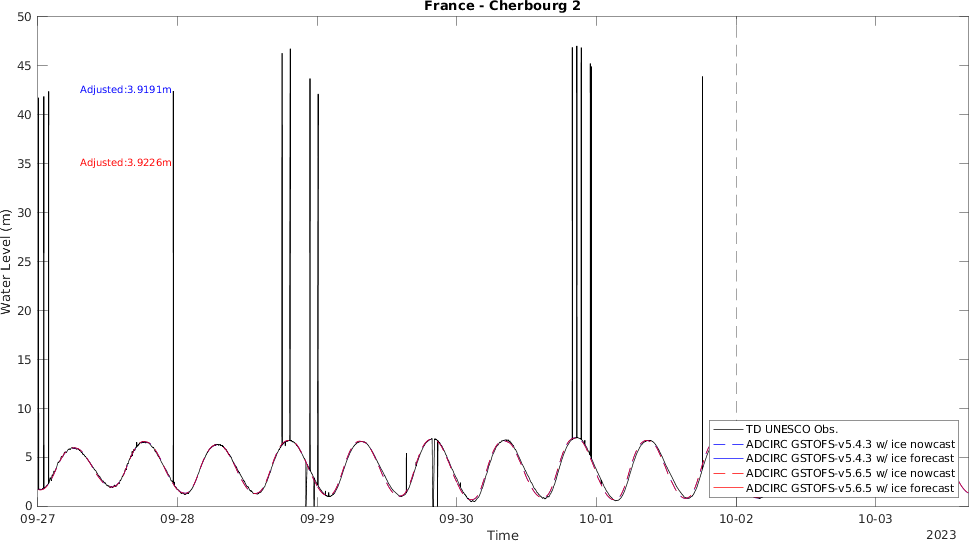 France - Cherbourg 2
50
45
40
35
30
25
20
15
10
5
0
Water Level (m)
Adjusted:3.9191m
Adjusted:3.9226m
TD UNESCO Obs.
ADCIRC GSTOFS-v5.4.3 w/ ice nowcast
ADCIRC GSTOFS-v5.4.3 w/ ice forecast
ADCIRC GSTOFS-v5.6.5 w/ ice nowcast
ADCIRC GSTOFS-v5.6.5 w/ ice forecast
09-27 09-28 09-29 09-30 10-01 10-02 10-03
Time
2023